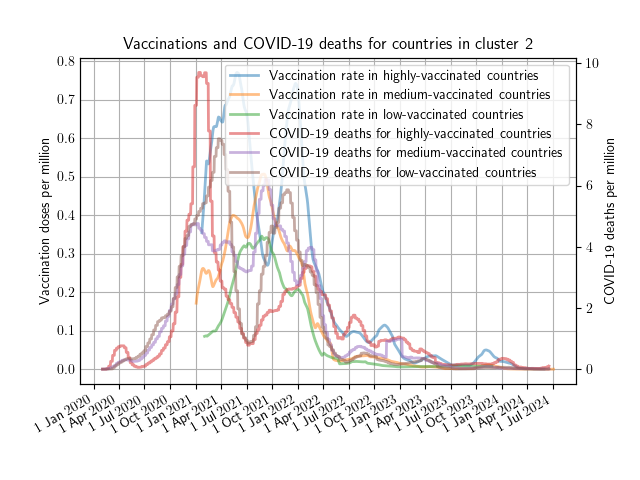 Vaccinations and COVID-19 deaths for countries in cluster 2
Vaccination doses per million
0.8
0.7
0.6
0.5
0.4
0.3
0.2
0.1
0.0
Vaccination rate in highly-vaccinated countries
Vaccination rate in medium-vaccinated countries
Vaccination rate in low-vaccinated countries
COVID-19 deaths for highly-vaccinated countries
COVID-19 deaths for medium-vaccinated countries
COVID-19 deaths for low-vaccinated countries
10
8
6
4
2
0
COVID-19 deaths per million
1 Jan 2020
1 Apr 2020
1 Jul 2020
1 Oct 2020
1 Jan 2021
1 Apr 2021
1 Jul 2021
1 Oct 2021
1 Jan 2022
1 Apr 2022
1 Jul 2022
1 Oct 2022
1 Jan 2023
1 Apr 2023
1 Jul 2023
1 Oct 2023
1 Jan 2024
1 Apr 2024
1 Jul 2024